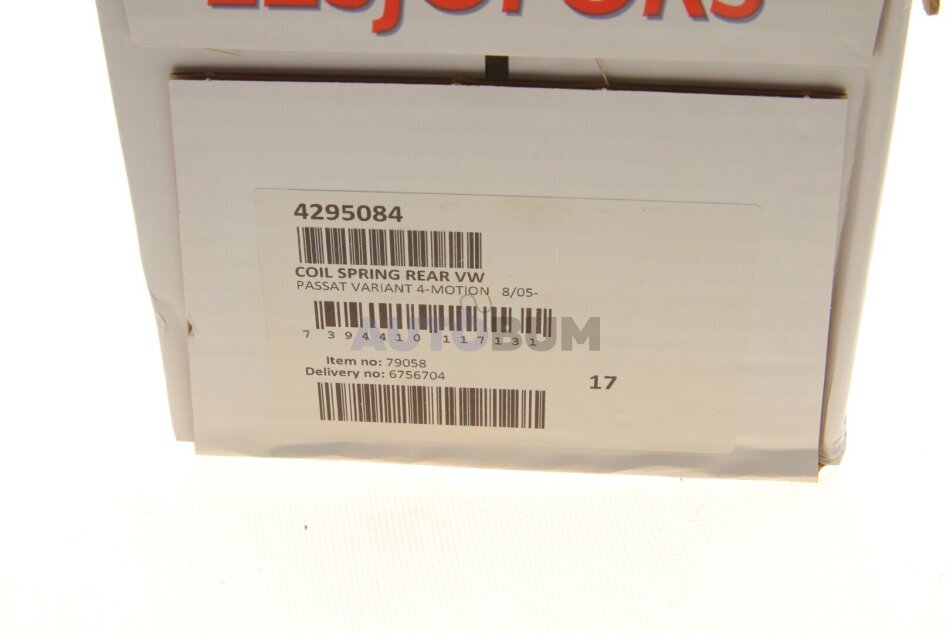 LESJÖFORS
4295084
COIL SPRING REAR VW
PASSAT VARIANT 4-MOTION 8/05-
7 394410 117131
AUTOBUM
Item no: 79058
Delivery no: 6756704
17